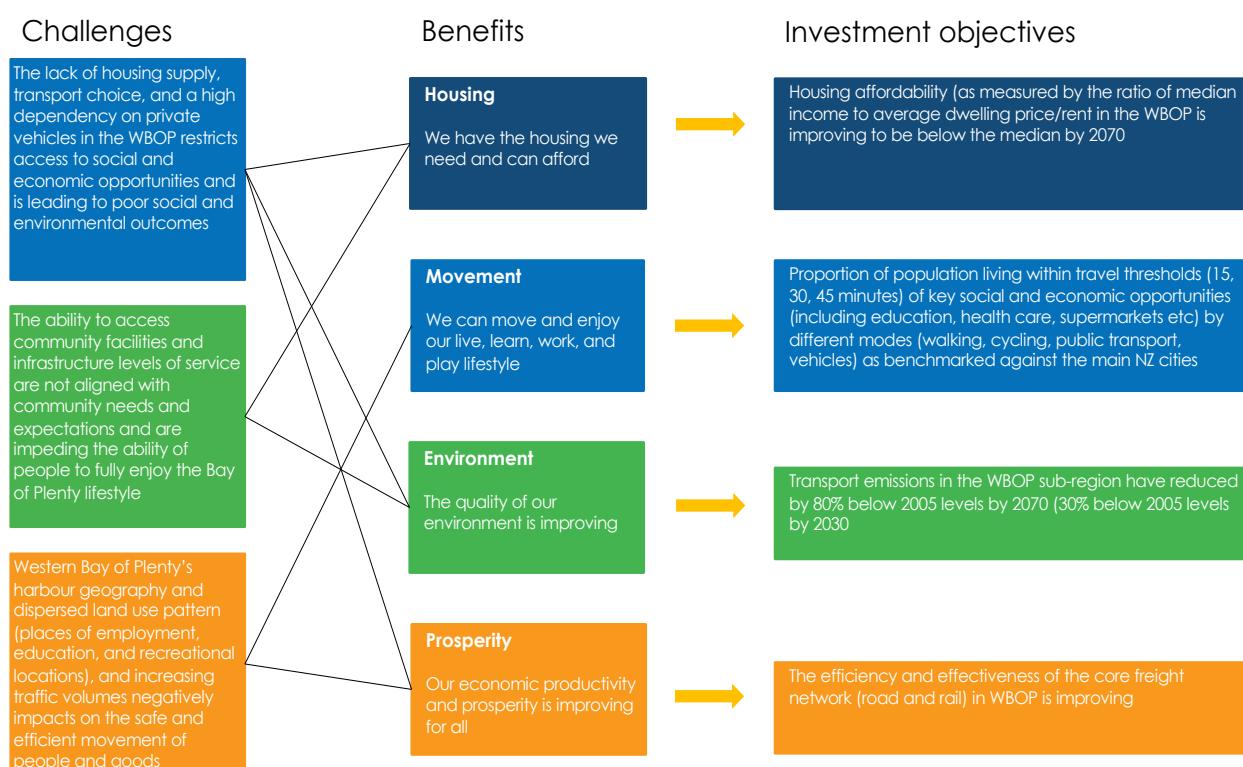 Challenges
Benefits
Investment objectives
The lack of housing supply,
transport choice, and a high
dependency on private
vehicles in the WBOP restricts
access to social and
economic opportunities and
is leading to poor social and
environmental outcomes
The ability to access
community facilities and
infrastructure levels of service
are not aligned with
community needs and
expectations and are
impeding the ability of
people to fully enjoy the Bay
of Plenty lifestyle
Western Bay of Plenty’s
harbour geography and
dispersed land use pattern
(places of employment,
education, and recreational
locations), and increasing
traffic volumes negatively
impacts on the safe and
efficient movement of
people and goods
Housing
We have the housing we
need and can afford
Movement
We can move and enjoy
our live, learn, work, and
play lifestyle
Environment
The quality of our
environment is improving
Prosperity
Our economic productivity
and prosperity is improving
for all
Housing affordability (as measured by the ratio of median
income to average dwelling price/rent in the WBOP is
improving to be below the median by 2070
Proportion of population living within travel thresholds (15,
30, 45 minutes) of key social and economic opportunities
(including education, health care, supermarkets etc) by
different modes (walking, cycling, public transport,
vehicles) as benchmarked against the main NZ cities
Transport emissions in the WBOP sub-region have reduced
by 80% below 2005 levels by 2070 (30% below 2005 levels
by 2030
The efficiency and effectiveness of the core freight
network (road and rail) in WBOP is improving